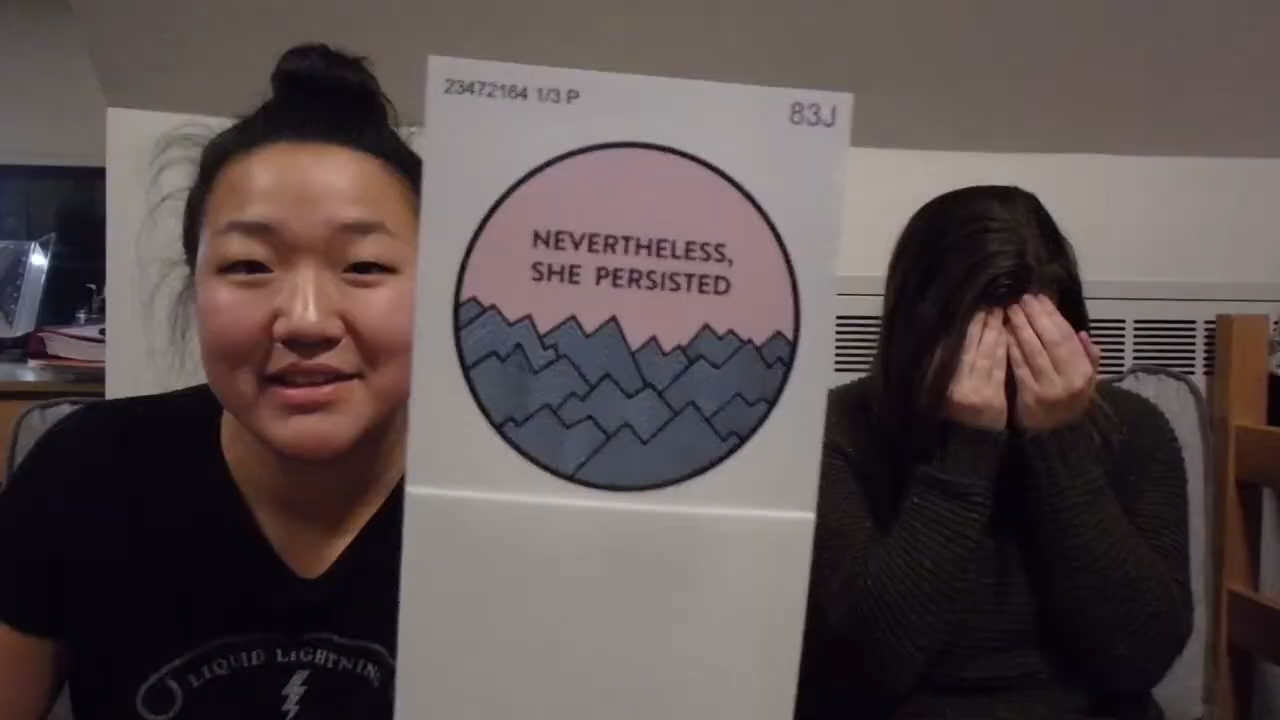 23472164 1/3 P
83J
NEVERTHELESS,
SHE PERSISTED
LIQUID LIGHTNING